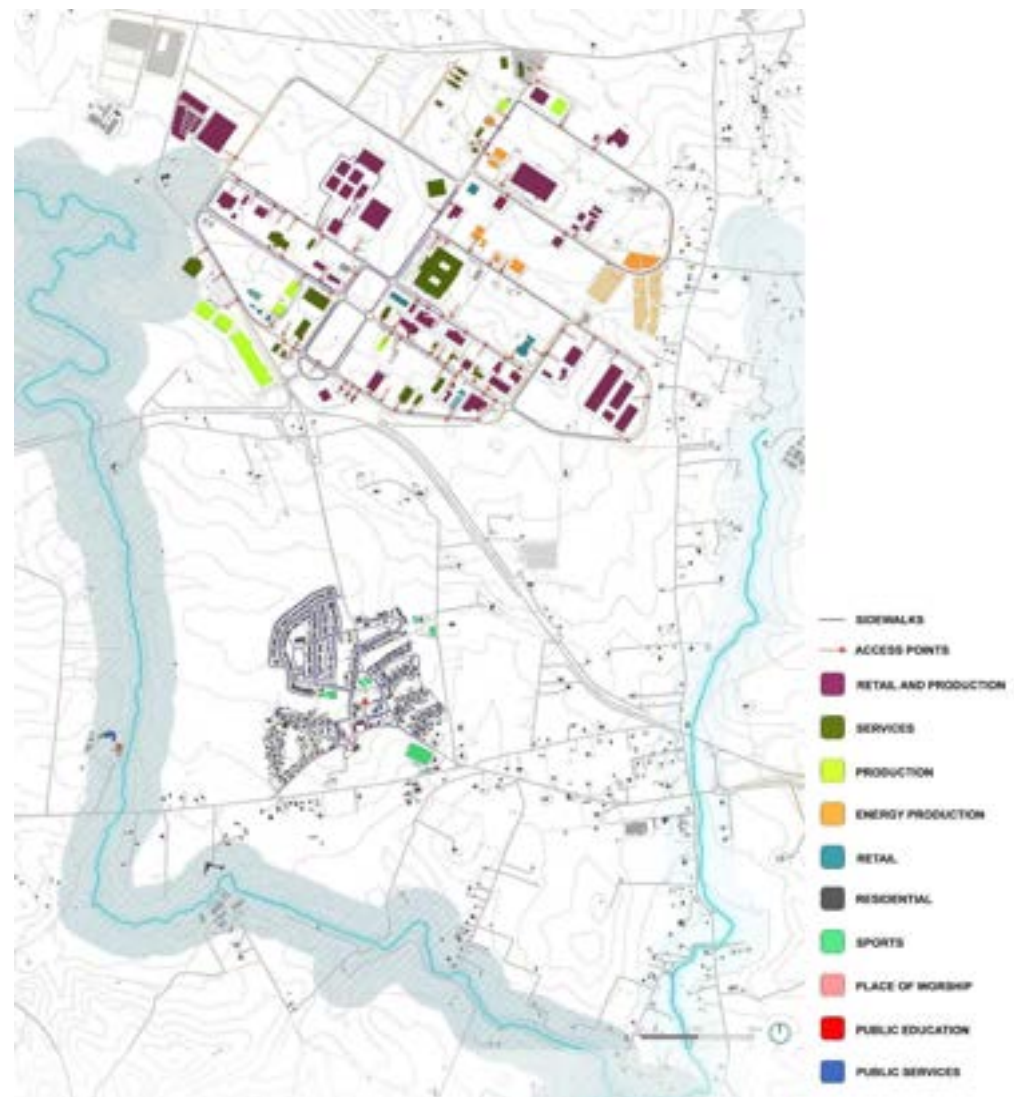 SIDEWALKS
ACCESS POINTS
RETAIL AND PRODUCTION
SERVICES
PRODUCTION
ENERGY PRODUCTION
RETAIL
RESIDENTIAL
SPORTS
PLACE OF WORSHIP
PUBLIC EDUCATION
PUBLIC SERVICES